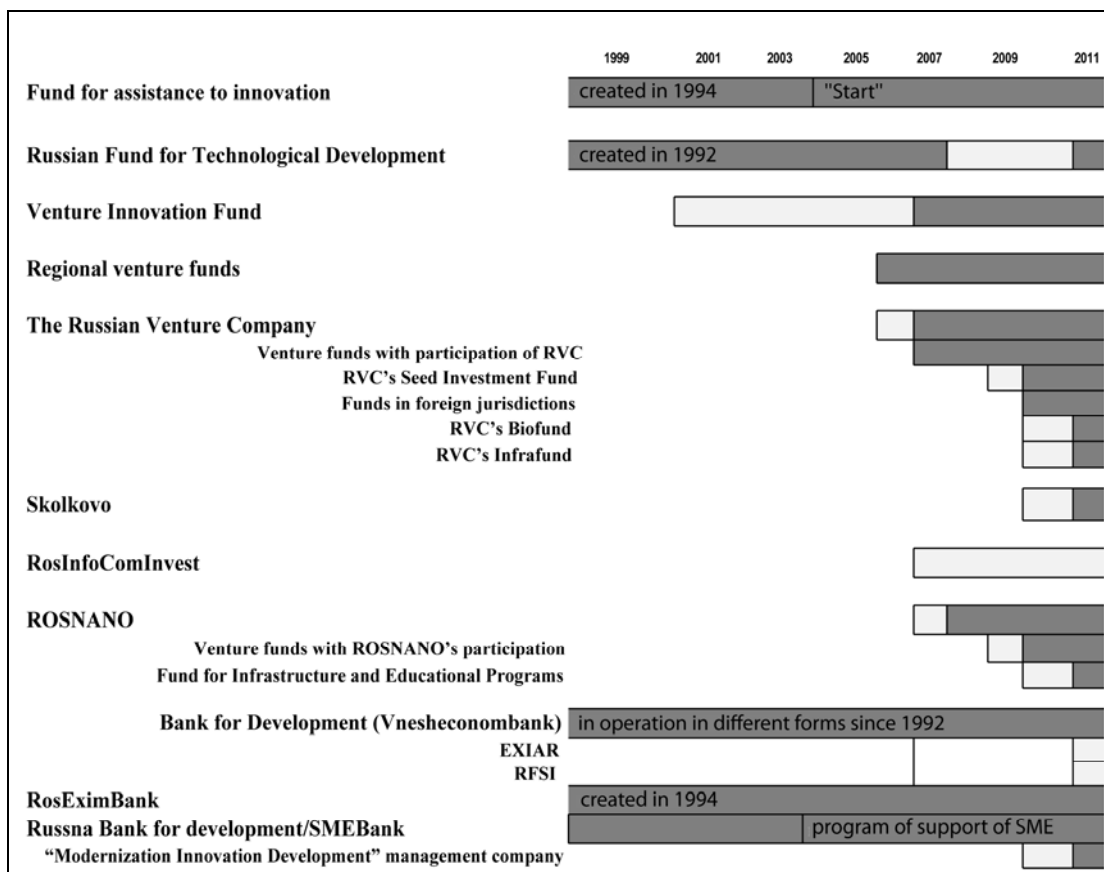 1999 2001 2003 2005 2007 2009 2011
Fund for assistance to innovation created in 1994 "Start"
Russian Fund for Technological Development created in 1992
Venture Innovation Fund
Regional venture funds
The Russian Venture Company
Venture funds with participation of RVC
RVC’s Seed Investment Fund
Funds in foreign jurisdictions
RVC’s Biofund
RVC’s Infrafund
Skolkovo
RosInfoComInvest
ROSNANO
Venture funds with ROSNANO’s participation
Fund for Infrastructure and Educational Programs
Bank for Development (Vnesheconombank) in operation in different forms since 1992
EXIAR
RFSI
RosEximBank created in 1994
Russna Bank for development/SMEBank program of support of SME
“Modernization Innovation Development” management company